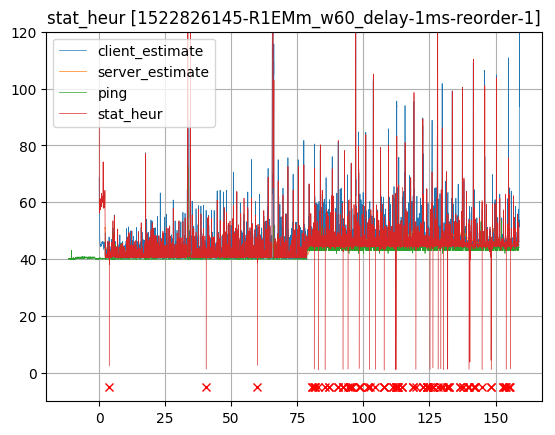 stat_heur [1522826145-R1EMm_w60_delay-1ms-reorder-1]
120
100
80
60
40
20
0
client_estimate
server_estimate
ping
stat_heur
0 25 50 75 100 125 150